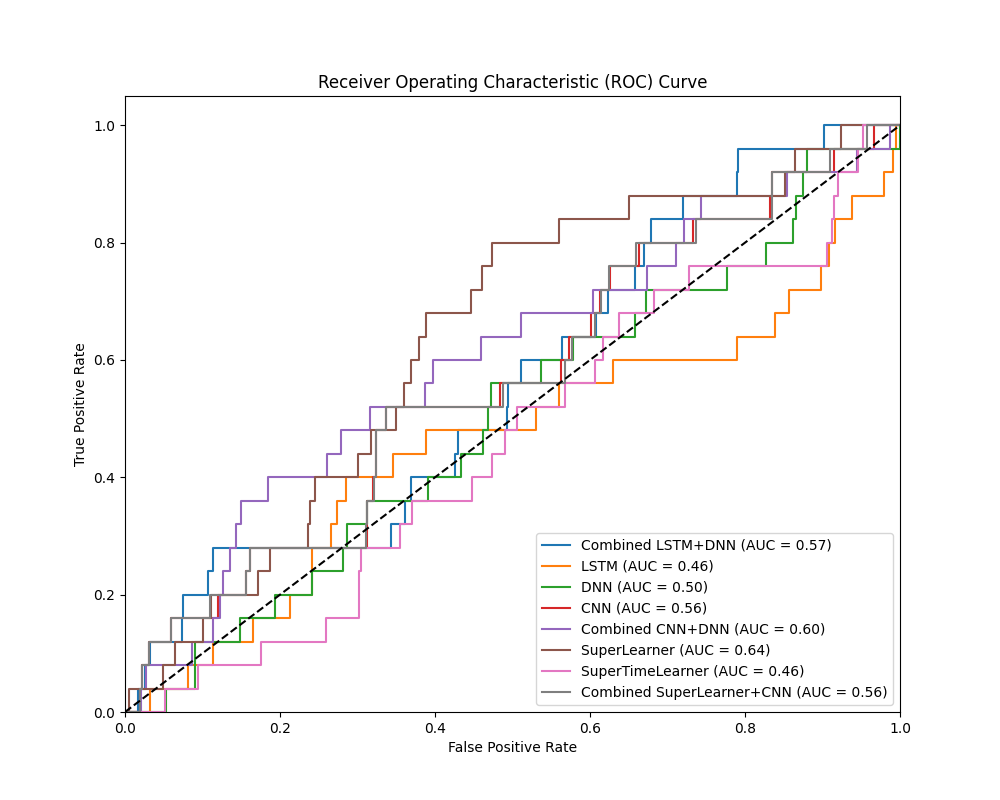 Receiver Operating Characteristic (ROC) Curve
True Positive Rate
1.0
0.8
0.6
0.4
0.2
0.0
Combined LSTM+DNN (AUC = 0.57)
LSTM (AUC = 0.46)
DNN (AUC = 0.50)
CNN (AUC = 0.56)
Combined CNN+DNN (AUC = 0.60)
SuperLearner (AUC = 0.64)
SuperTimeLearner (AUC = 0.46)
Combined SuperLearner+CNN (AUC = 0.56)
0.0 0.2 0.4 0.6 0.8 1.0
False Positive Rate